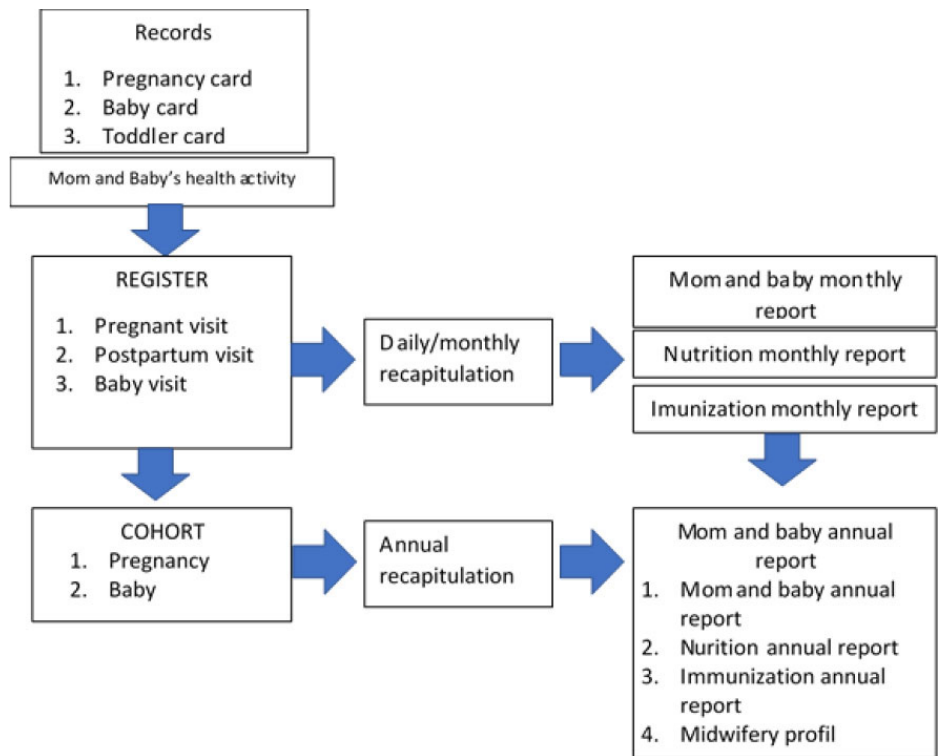 Records
1. Pregnancy card
2. Baby card
3. Toddler card
Mom and Baby's health activity
REGISTER
1. Pregnant visit
2. Postpartum visit
3. Baby visit
Daily/monthly
recapitulation
Mom and baby monthly
report
Nutrition monthly report
Imunization monthly report
COHORT
1. Pregnancy
2. Baby
Annual
recapitulation
Mom and baby annual
report
1. Mom and baby annual
report
2. Nurition annual report
3. Immunization annual
report
4. Midwifery profil